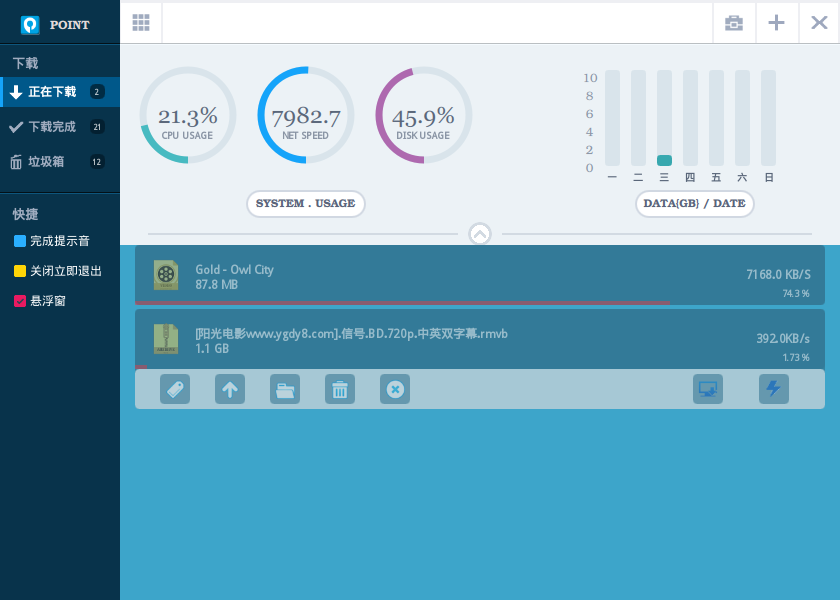 POINT
下载
正在下载 2
下载完成 21
垃圾箱 12
快捷
完成提示音
关闭立即退出
悬浮窗
21.3%
CPU USAGE
7982.7
NET SPEED
45.9%
DISK USAGE
SYSTEM . USAGE
10
8
6
4
2
0
一 二 三 四 五 六 日
DATA(GB) / DATE
Gold - Owl City
87.8 MB
7168.0 KB/S
74.3 %
[阳光电影www.ygdy8.com].信号.BD.720p.中英双字幕.rmvb
1.1 GB
392.0KB/s
1.73 %